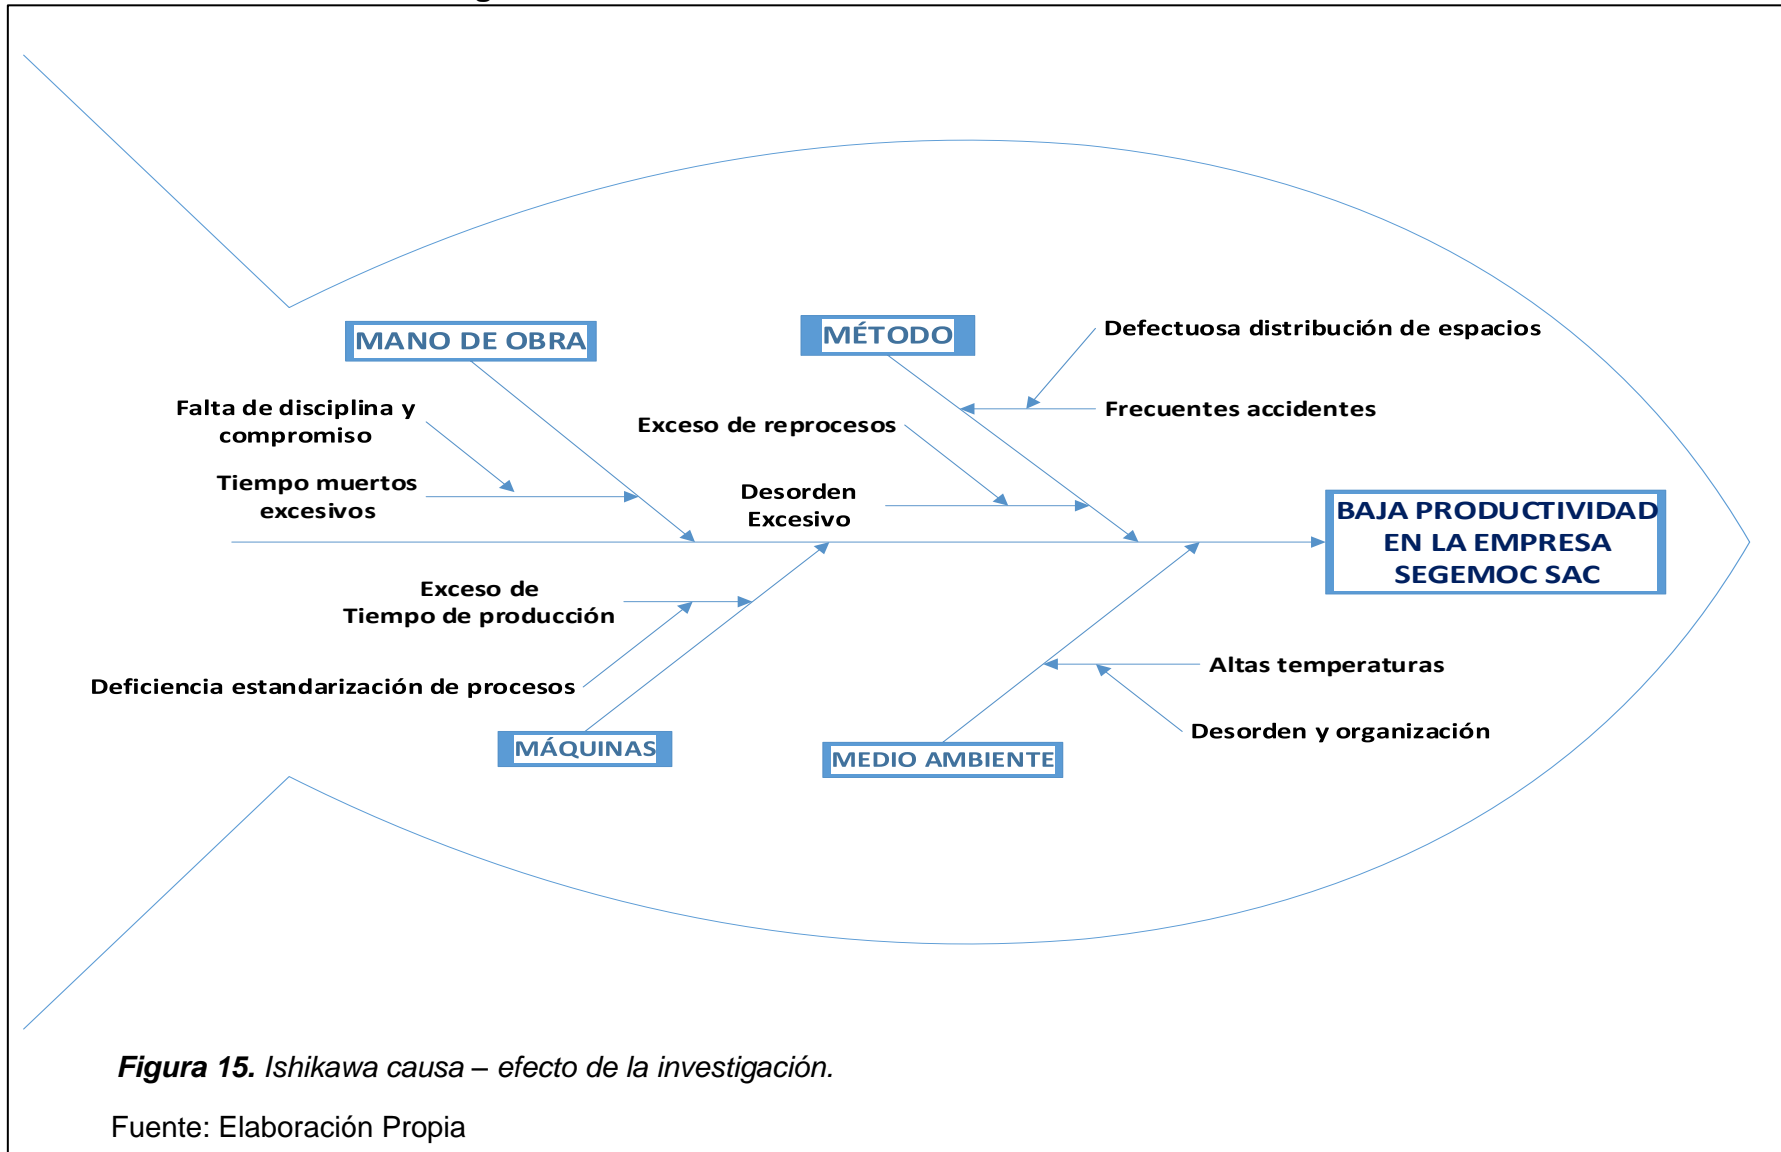 MANO DE OBRA
MÉTODO
Defectuosa distribución de espacios
Falta de disciplina y
compromiso
Frecuentes accidentes
Exceso de reprocesos
Tiempo muertos
excesivos
Desorden
Excesivo
BAJA PRODUCTIVIDAD
EN LA EMPRESA
SEGEMOC SAC
Exceso de
Tiempo de producción
Altas temperaturas
Deficiencia estandarización de procesos
Desorden y organización
MÁQUINAS
MEDIO AMBIENTE
Figura 15. Ishikawa causa – efecto de la investigación.
Fuente: Elaboración Propia